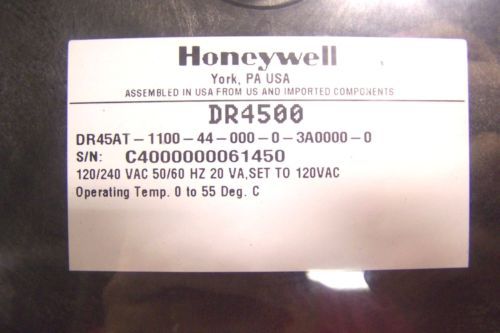 Honeywell
York, PA USA
ASSEMBLED IN USA FROM US AND IMPORTED COMPONENTS
DR4500
DR45AT-1100-44-000-0-3A0000-0
S/N: C4000000061450
120/240 VAC 50/60 HZ 20 VA,SET TO 120VAC
Operating Temp. 0 to 55 Deg. C